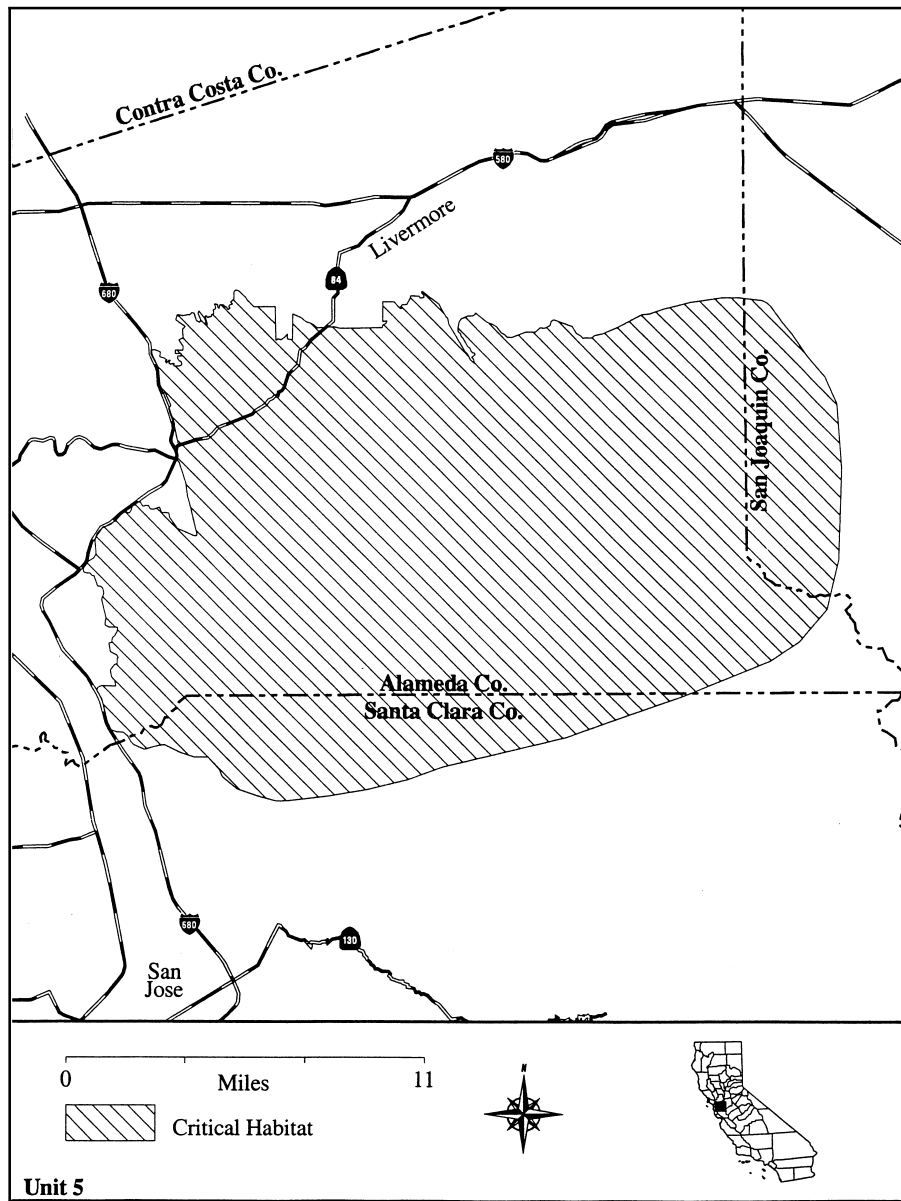 Contra Costa Co.
580
Livermore
84
680
San Joaquin Co.
Alameda Co.
Santa Clara Co.
680
130
San
Jose
0
Miles
11
N
Critical Habitat
Unit 5